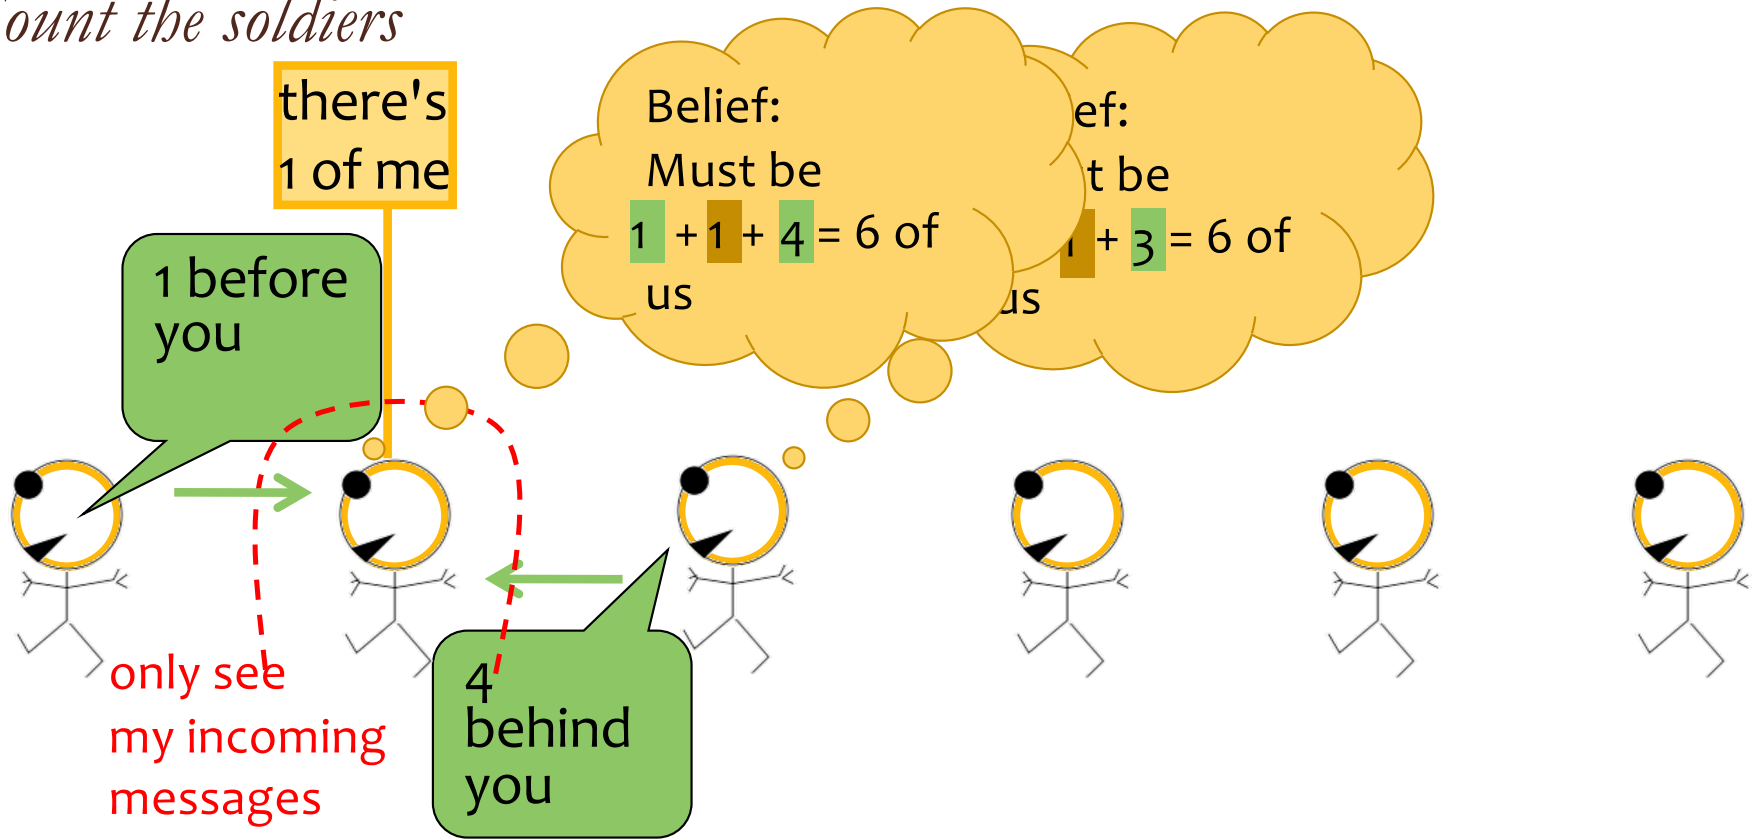 ount the soldiers
there's
1 of me
Belief:
Must be
1 + 1 + 4 = 6 of
us
ef:
t be
1 + 3 = 6 of
us
1 before
you
only see
my incoming
messages
4
behind
you